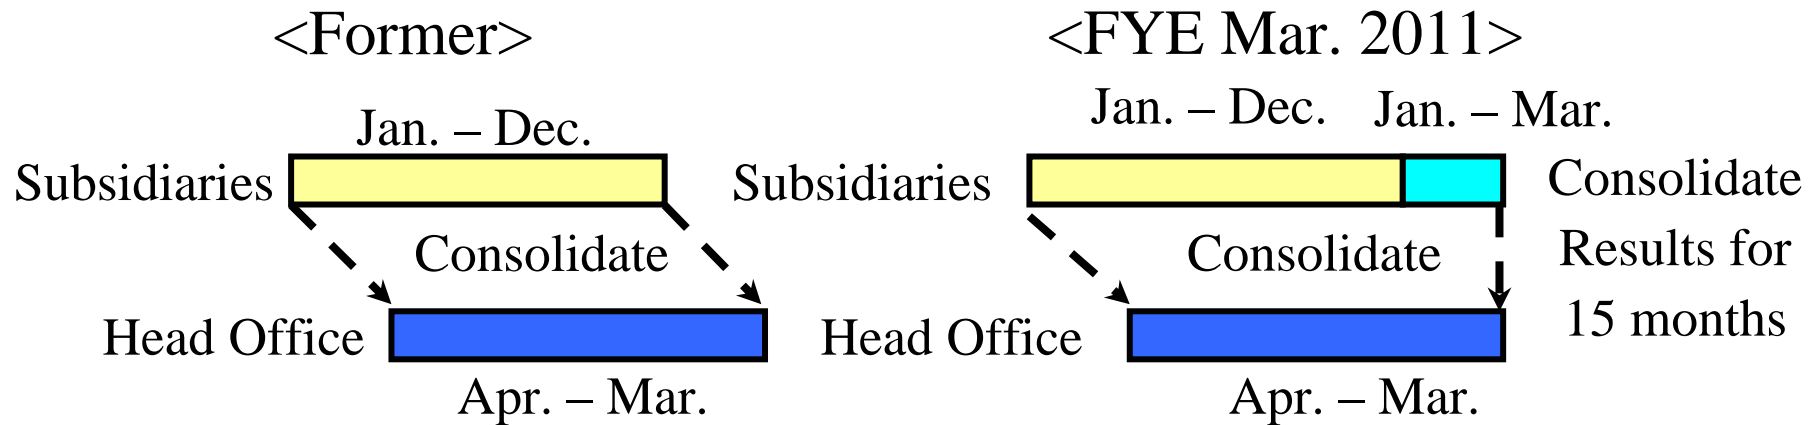 <Former>
Jan. – Dec.
Subsidiaries
Consolidate
Head Office
Apr. – Mar.
<FYE Mar. 2011>
Jan. – Dec.
Jan. – Mar.
Subsidiaries
Consolidate
Head Office
Apr. – Mar.
Consolidate
Results for
15 months